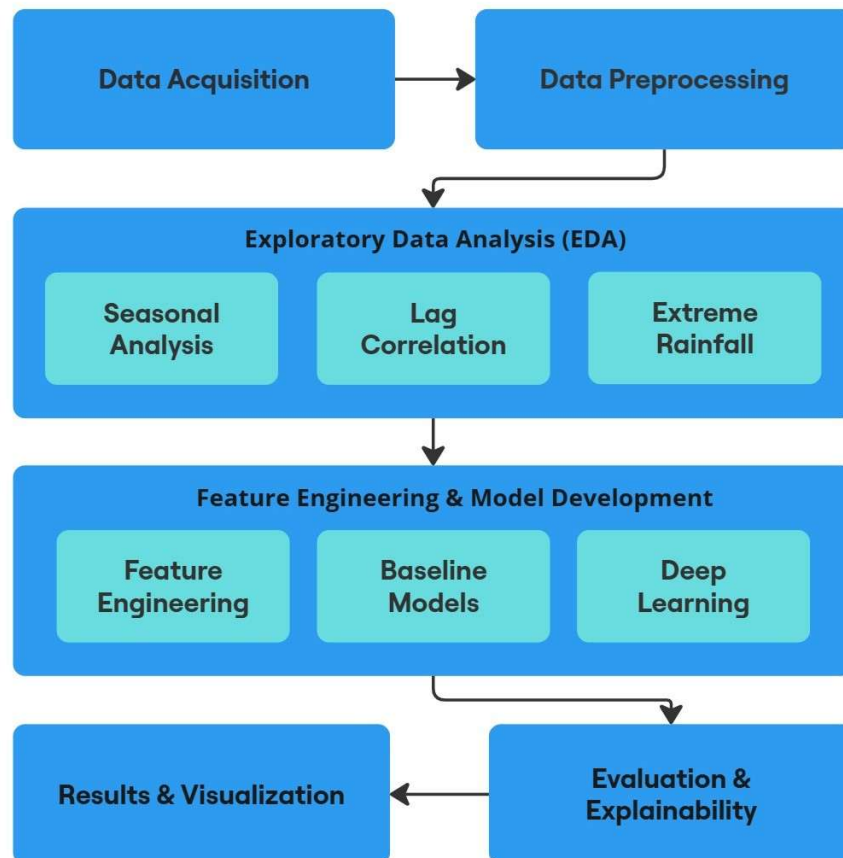 Data Acquisition
Data Preprocessing
Exploratory Data Analysis (EDA)
Seasonal
Analysis
Lag
Correlation
Extreme
Rainfall
Feature Engineering & Model Development
Feature
Engineering
Baseline
Models
Deep
Learning
Results & Visualization
Evaluation &
Explainability